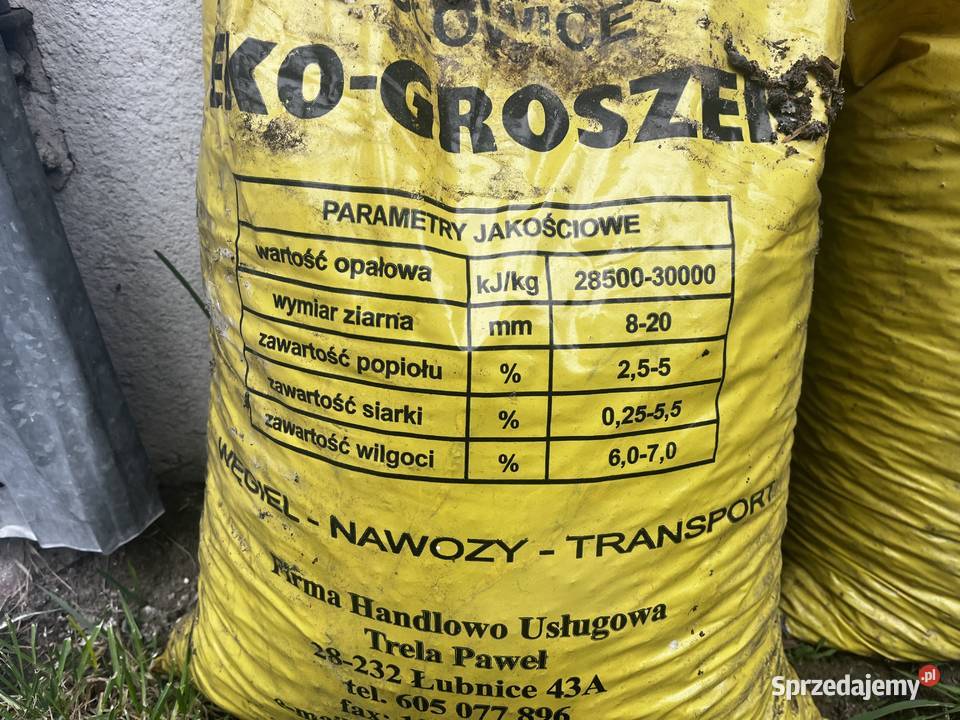 OWICE
EKO-GROSZEK
PARAMETRY JAKOŚCIOWE
wartość opałowa kJ/kg 28500-30000
wymiar ziarna mm 8-20
zawartość popiołu % 2,5-5
zawartość siarki % 0,25-5,5
zawartość wilgoci % 6,0-7,0
WĘGIEL - NAWOZY - TRANSPORT
Firma Handlowo Usługowa
Trela Paweł
28-232 Łubnice 43A
tel. 605 077 896
fax:
Sprzedajemy.pl